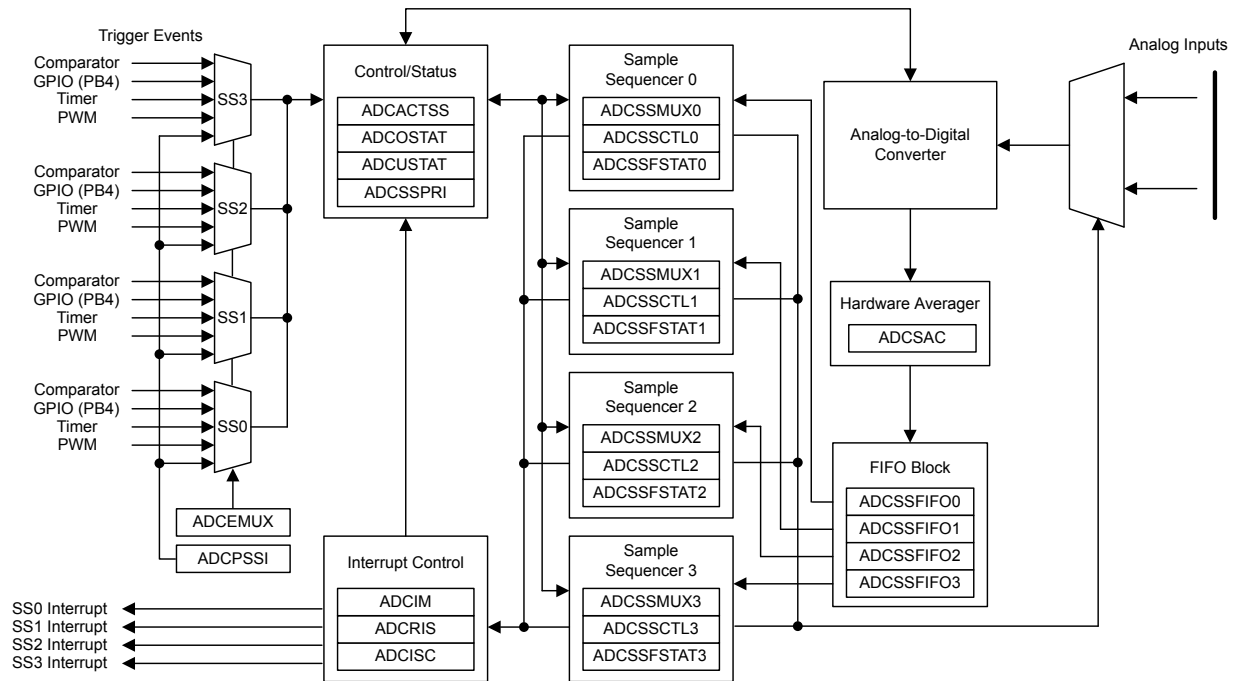 Trigger Events
Comparator
GPIO (PB4)
Timer
PWM
SS3
Comparator
GPIO (PB4)
Timer
PWM
SS2
Comparator
GPIO (PB4)
Timer
PWM
SS1
Comparator
GPIO (PB4)
Timer
PWM
SS0
ADCEMUX
ADCPSSI
SS0 Interrupt
SS1 Interrupt
SS2 Interrupt
SS3 Interrupt
Control/Status
ADCACTSS
ADCOSTAT
ADCUSTAT
ADCSSPRI
Interrupt Control
ADCIM
ADCRIS
ADCISC
Sample
Sequencer 0
ADCSSMUX0
ADCSSCTL0
ADCSSFSTAT0
Sample
Sequencer 1
ADCSSMUX1
ADCSSCTL1
ADCSSFSTAT1
Sample
Sequencer 2
ADCSSMUX2
ADCSSCTL2
ADCSSFSTAT2
Sample
Sequencer 3
ADCSSMUX3
ADCSSCTL3
ADCSSFSTAT3
Analog-to-Digital
Converter
Hardware Averager
ADCSAC
FIFO Block
ADCSSFIFO0
ADCSSFIFO1
ADCSSFIFO2
ADCSSFIFO3
Analog Inputs